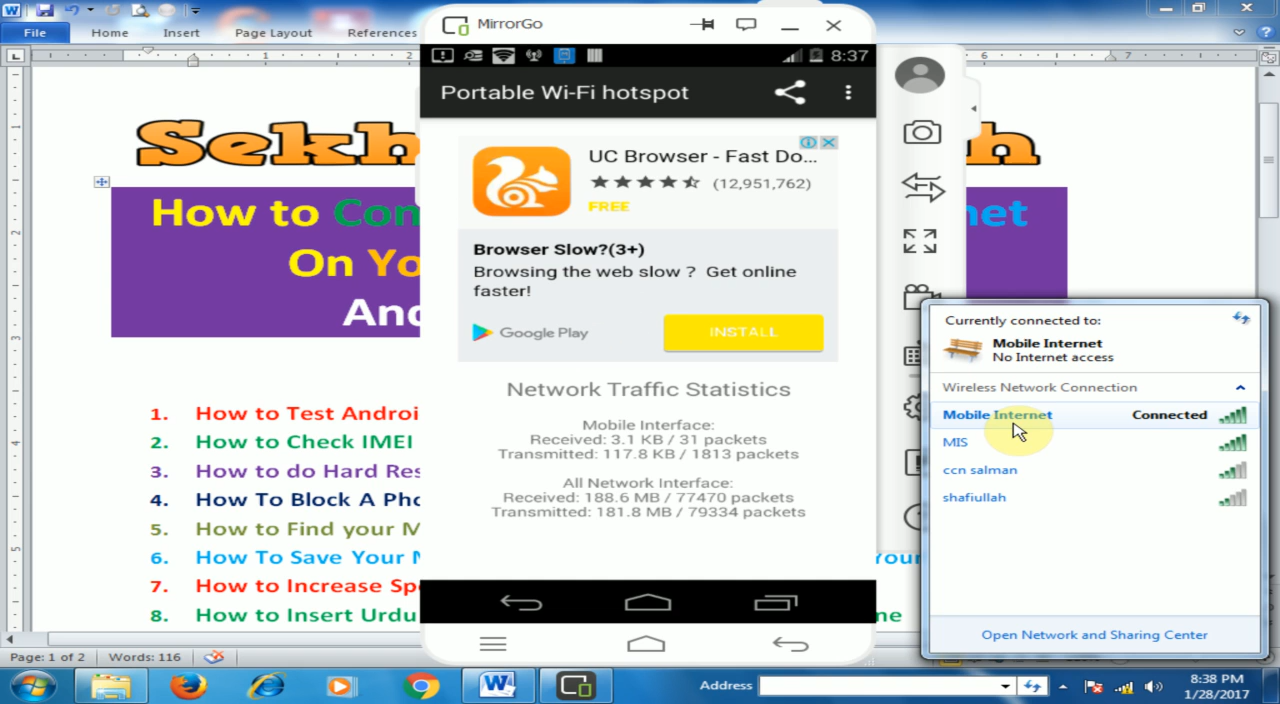 MirrorGo
File Home Insert Page Layout References
8:37
Portable Wi-Fi hotspot
UC Browser - Fast Do...
(12,951,762)
FREE
Browser Slow?(3+)
Browsing the web slow ? Get online
faster!
Google Play
INSTALL
Network Traffic Statistics
Mobile Interface:
Received: 3.1 KB / 31 packets
Transmitted: 117.8 KB / 1813 packets
All Network Interface:
Received: 188.6 MB / 77470 packets
Transmitted: 181.8 MB / 79334 packets
How to
On
1. How to Test
2. How to Check IMEI
3. How to do Hard
4. How To Block A
5. How to Find your
6. How To Save Your
7. How to Increase
8. How to Insert Urdu
Currently connected to:
Mobile Internet
No Internet access
Wireless Network Connection
Mobile Internet Connected
MIS
ccn salman
shafiullah
Open Network and Sharing Center
Page: 1 of 2 Words: 116
Address
8:38 PM
1/28/2017